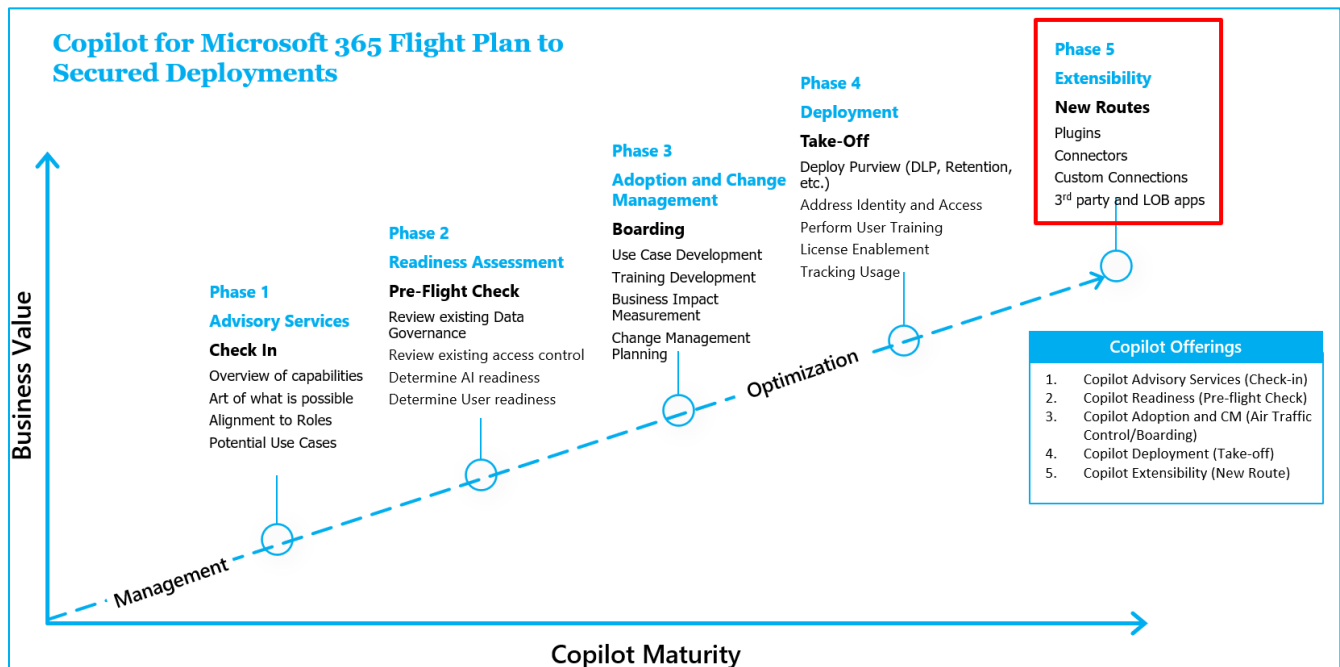 Copilot for Microsoft 365 Flight Plan to
Secured Deployments
Business Value
Phase 1
Advisory Services
Check In
Overview of capabilities
Art of what is possible
Alignment to Roles
Potential Use Cases
Phase 2
Readiness Assessment
Pre-Flight Check
Review existing Data
Governance
Review existing access control
Determine AI readiness
Determine User readiness
Phase 3
Adoption and Change
Management
Boarding
Use Case Development
Training Development
Business Impact
Measurement
Change Management
Planning
Phase 4
Deployment
Take-Off
Deploy Purview (DLP, Retention,
etc.)
Address Identity and Access
Perform User Training
License Enablement
Tracking Usage
Phase 5
Extensibility
New Routes
Plugins
Connectors
Custom Connections
3rd party and LOB apps
Management
Optimization
Copilot Offerings
1. Copilot Advisory Services (Check-in)
2. Copilot Readiness (Pre-flight Check)
3. Copilot Adoption and CM (Air Traffic
Control/Boarding)
4. Copilot Deployment (Take-off)
5. Copilot Extensibility (New Route)
Copilot Maturity